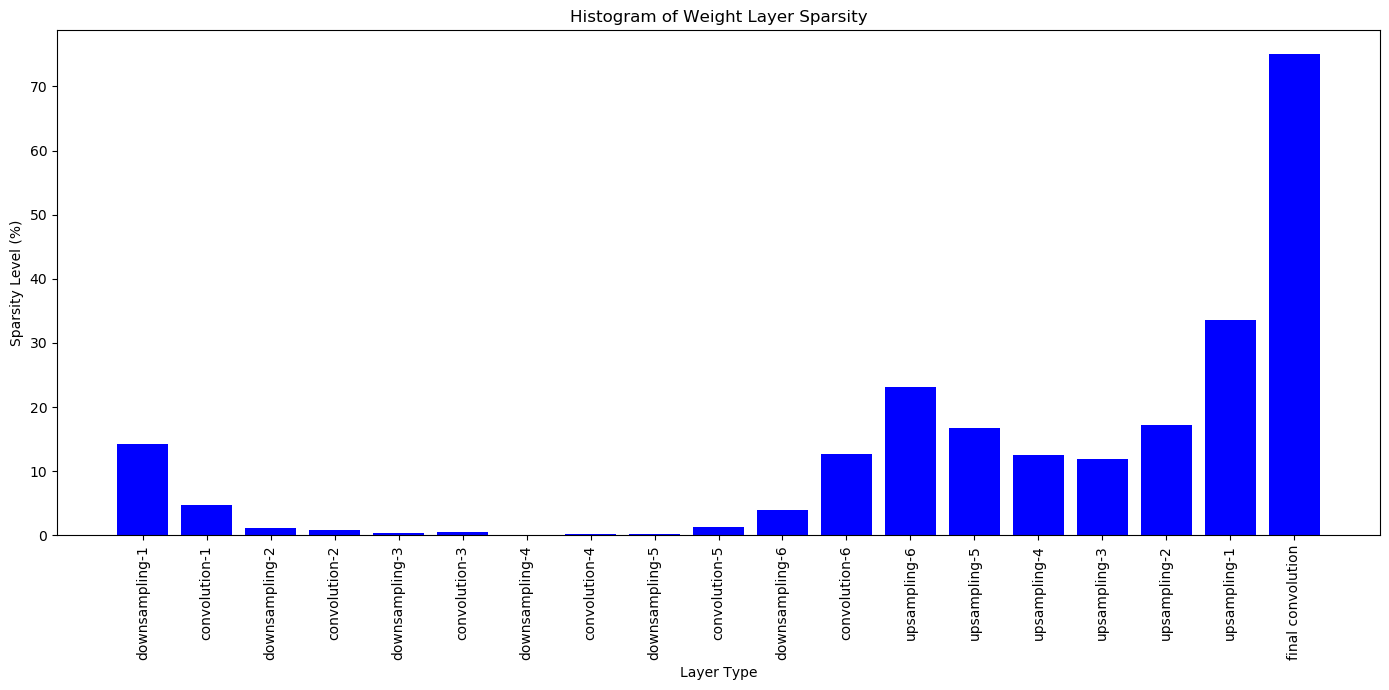 Histogram of Weight Layer Sparsity
Sparsity Level (%)
70
60
50
40
30
20
10
0
downsampling-1
convolution-1
downsampling-2
convolution-2
downsampling-3
convolution-3
downsampling-4
convolution-4
downsampling-5
convolution-5
downsampling-6
convolution-6
upsampling-6
upsampling-5
upsampling-4
upsampling-3
upsampling-2
upsampling-1
final convolution
Layer Type